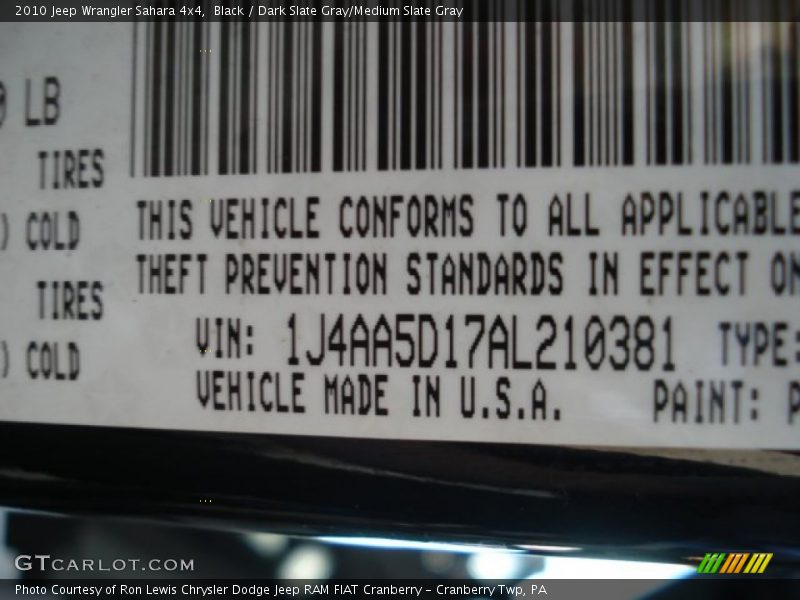 2010 Jeep Wrangler Sahara 4x4, Black / Dark Slate Gray/Medium Slate Gray
LB
TIRES
COLD
TIRES
COLD
THIS VEHICLE CONFORMS TO ALL APPLICABLE
THEFT PREVENTION STANDARDS IN EFFECT ON
VIN: 1J4AA5D17AL210381 TYPE:
VEHICLE MADE IN U.S.A. PAINT: P
GTCARLOT.COM
Photo Courtesy of Ron Lewis Chrysler Dodge Jeep RAM FIAT Cranberry – Cranberry Twp, PA